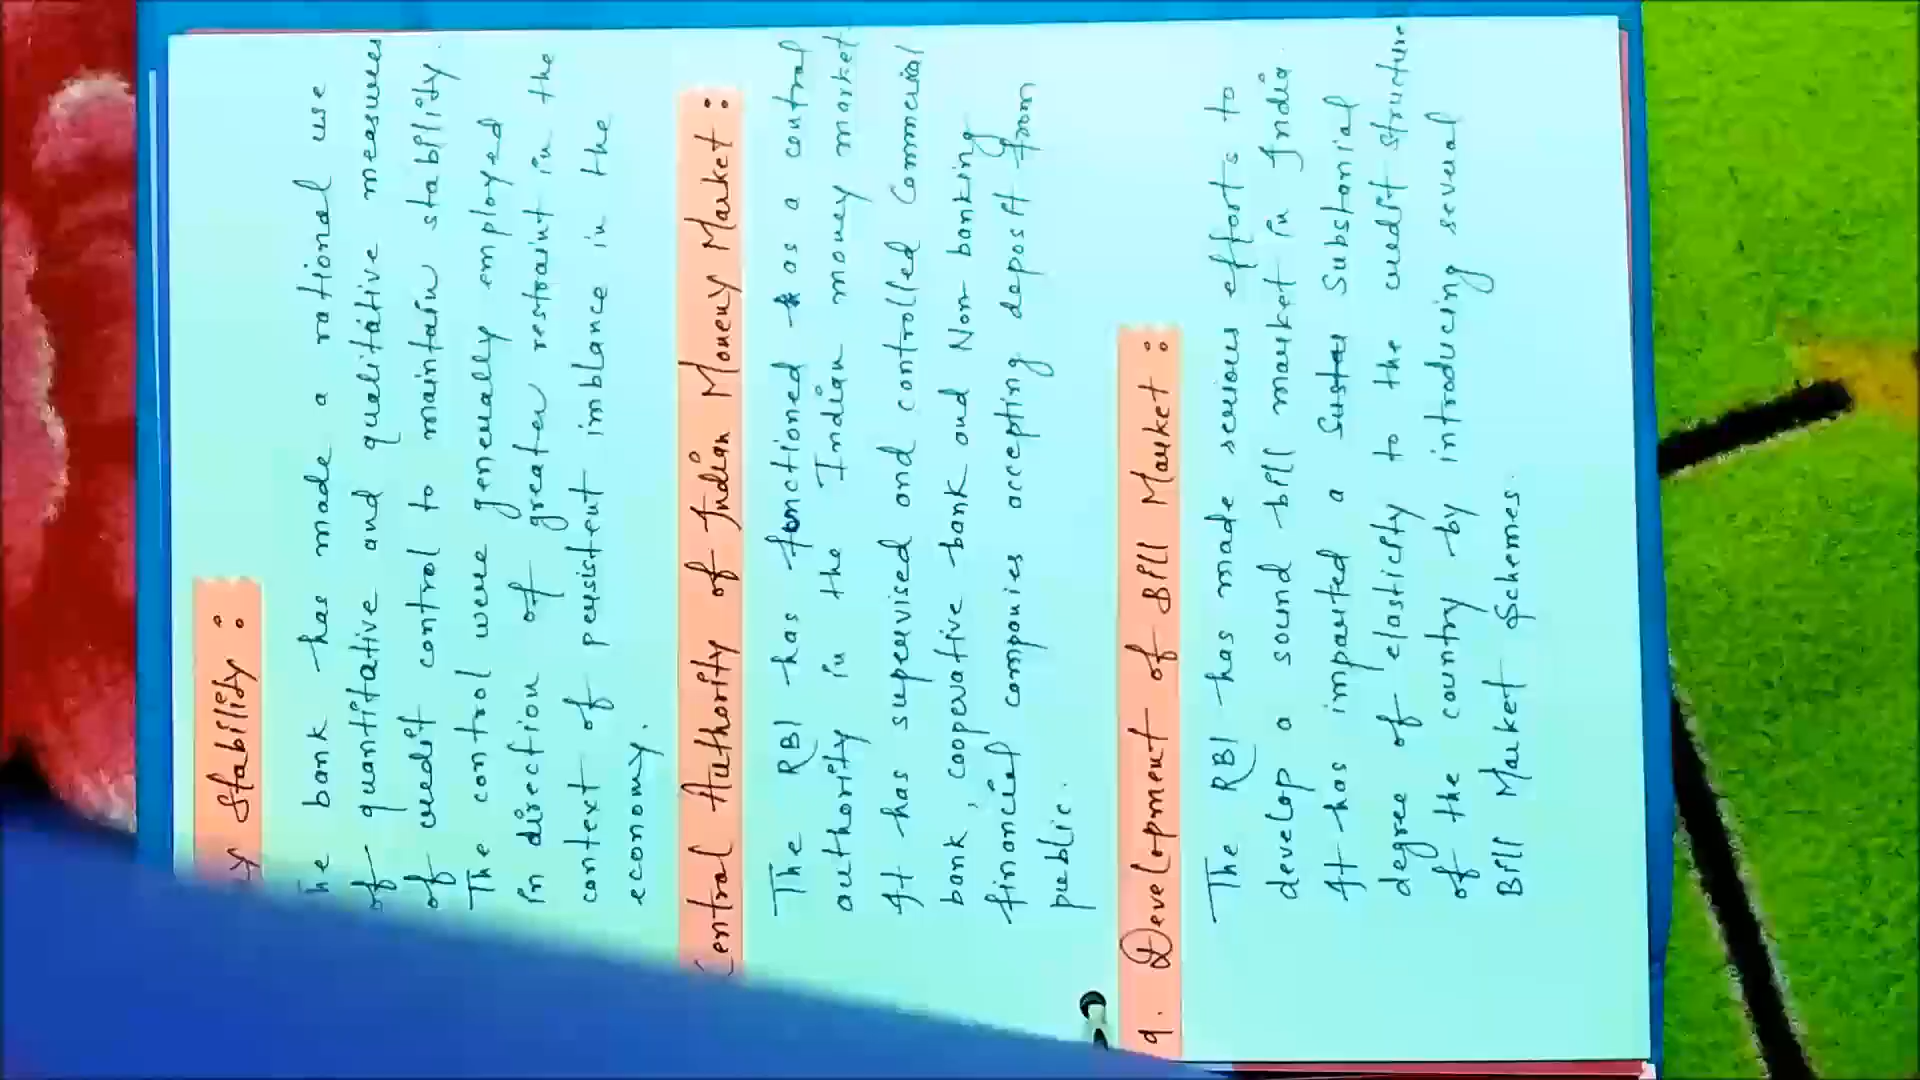 Stability :
bank has made a rational use
of quantitative and qualitative measures
of credit control to maintain stability
The control were generally employed
in direction of greater restraint in the
context of persistent imblance in the
economy.
Central Authority of Indian Moneny Market :
The RBI has fonctioned as a central
authority in the Indian money market
It has supervised and controlled Commercial
bank, cooperative bank and Non-banking
financial companies accepting deposit from
public.
9. Development of Bill Market :
The RBI has made serious efforts to
develop a sound bill market in India
It has imparted a Substanial
degree of elasticity to the credit structure
of the country by introducing several
Bill Market Schemes.